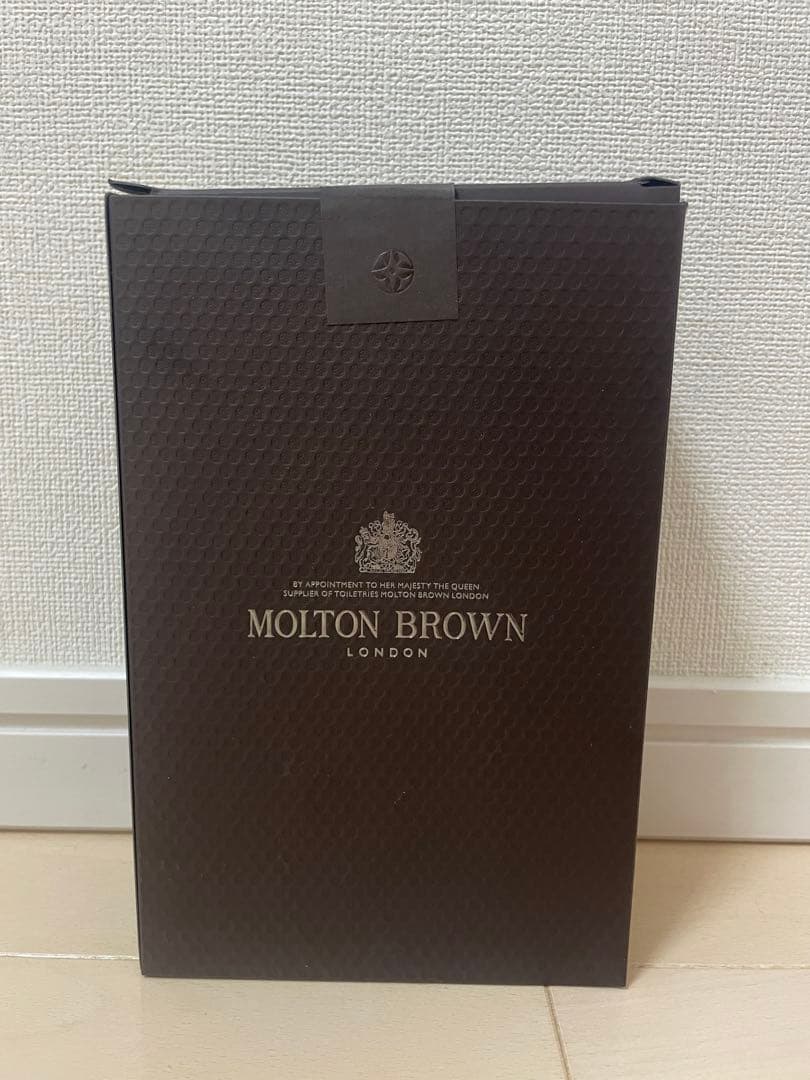 BY APPOINTMENT TO HER MAJESTY THE QUEEN
SUPPLIER OF TOILETRIES MOLTON BROWN LONDON
MOLTON BROWN
LONDON